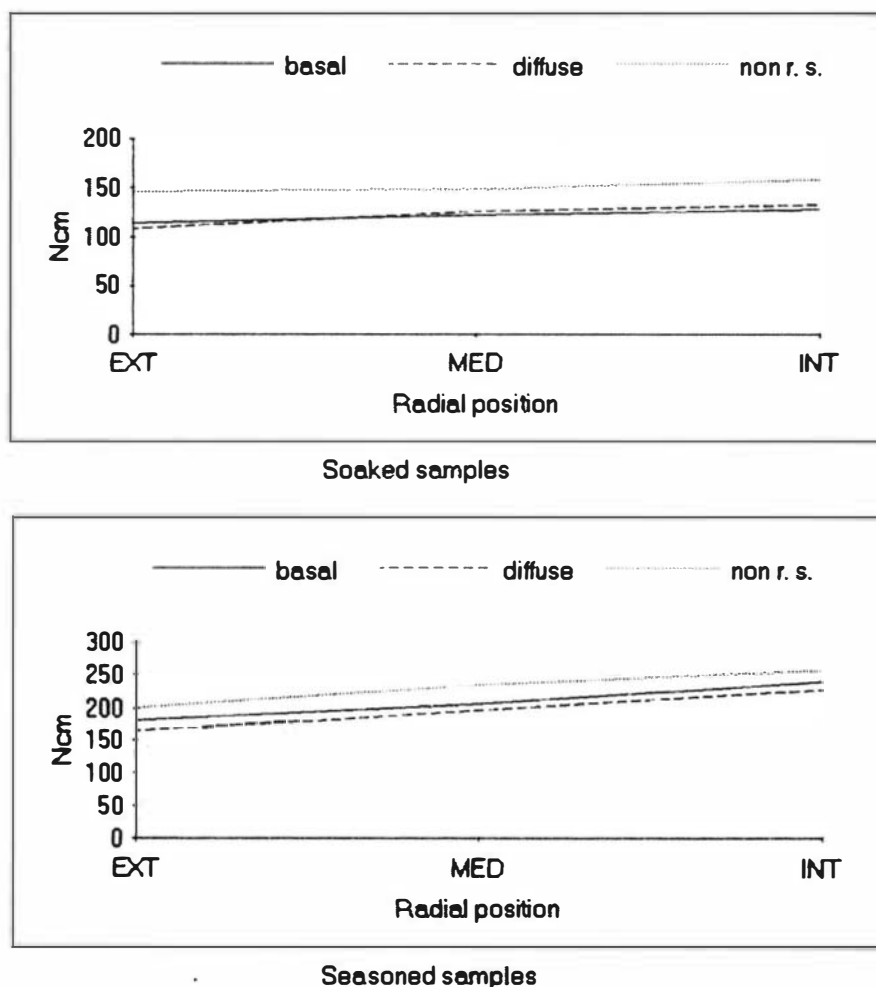 basal diffuse non r. s.
200
150
100
50
0
Ncm
EXT MED INT
Radial position
Soaked samples
basal diffuse non r. s.
300
250
200
150
100
50
0
Ncm
EXT MED INT
Radial position
Seasoned samples